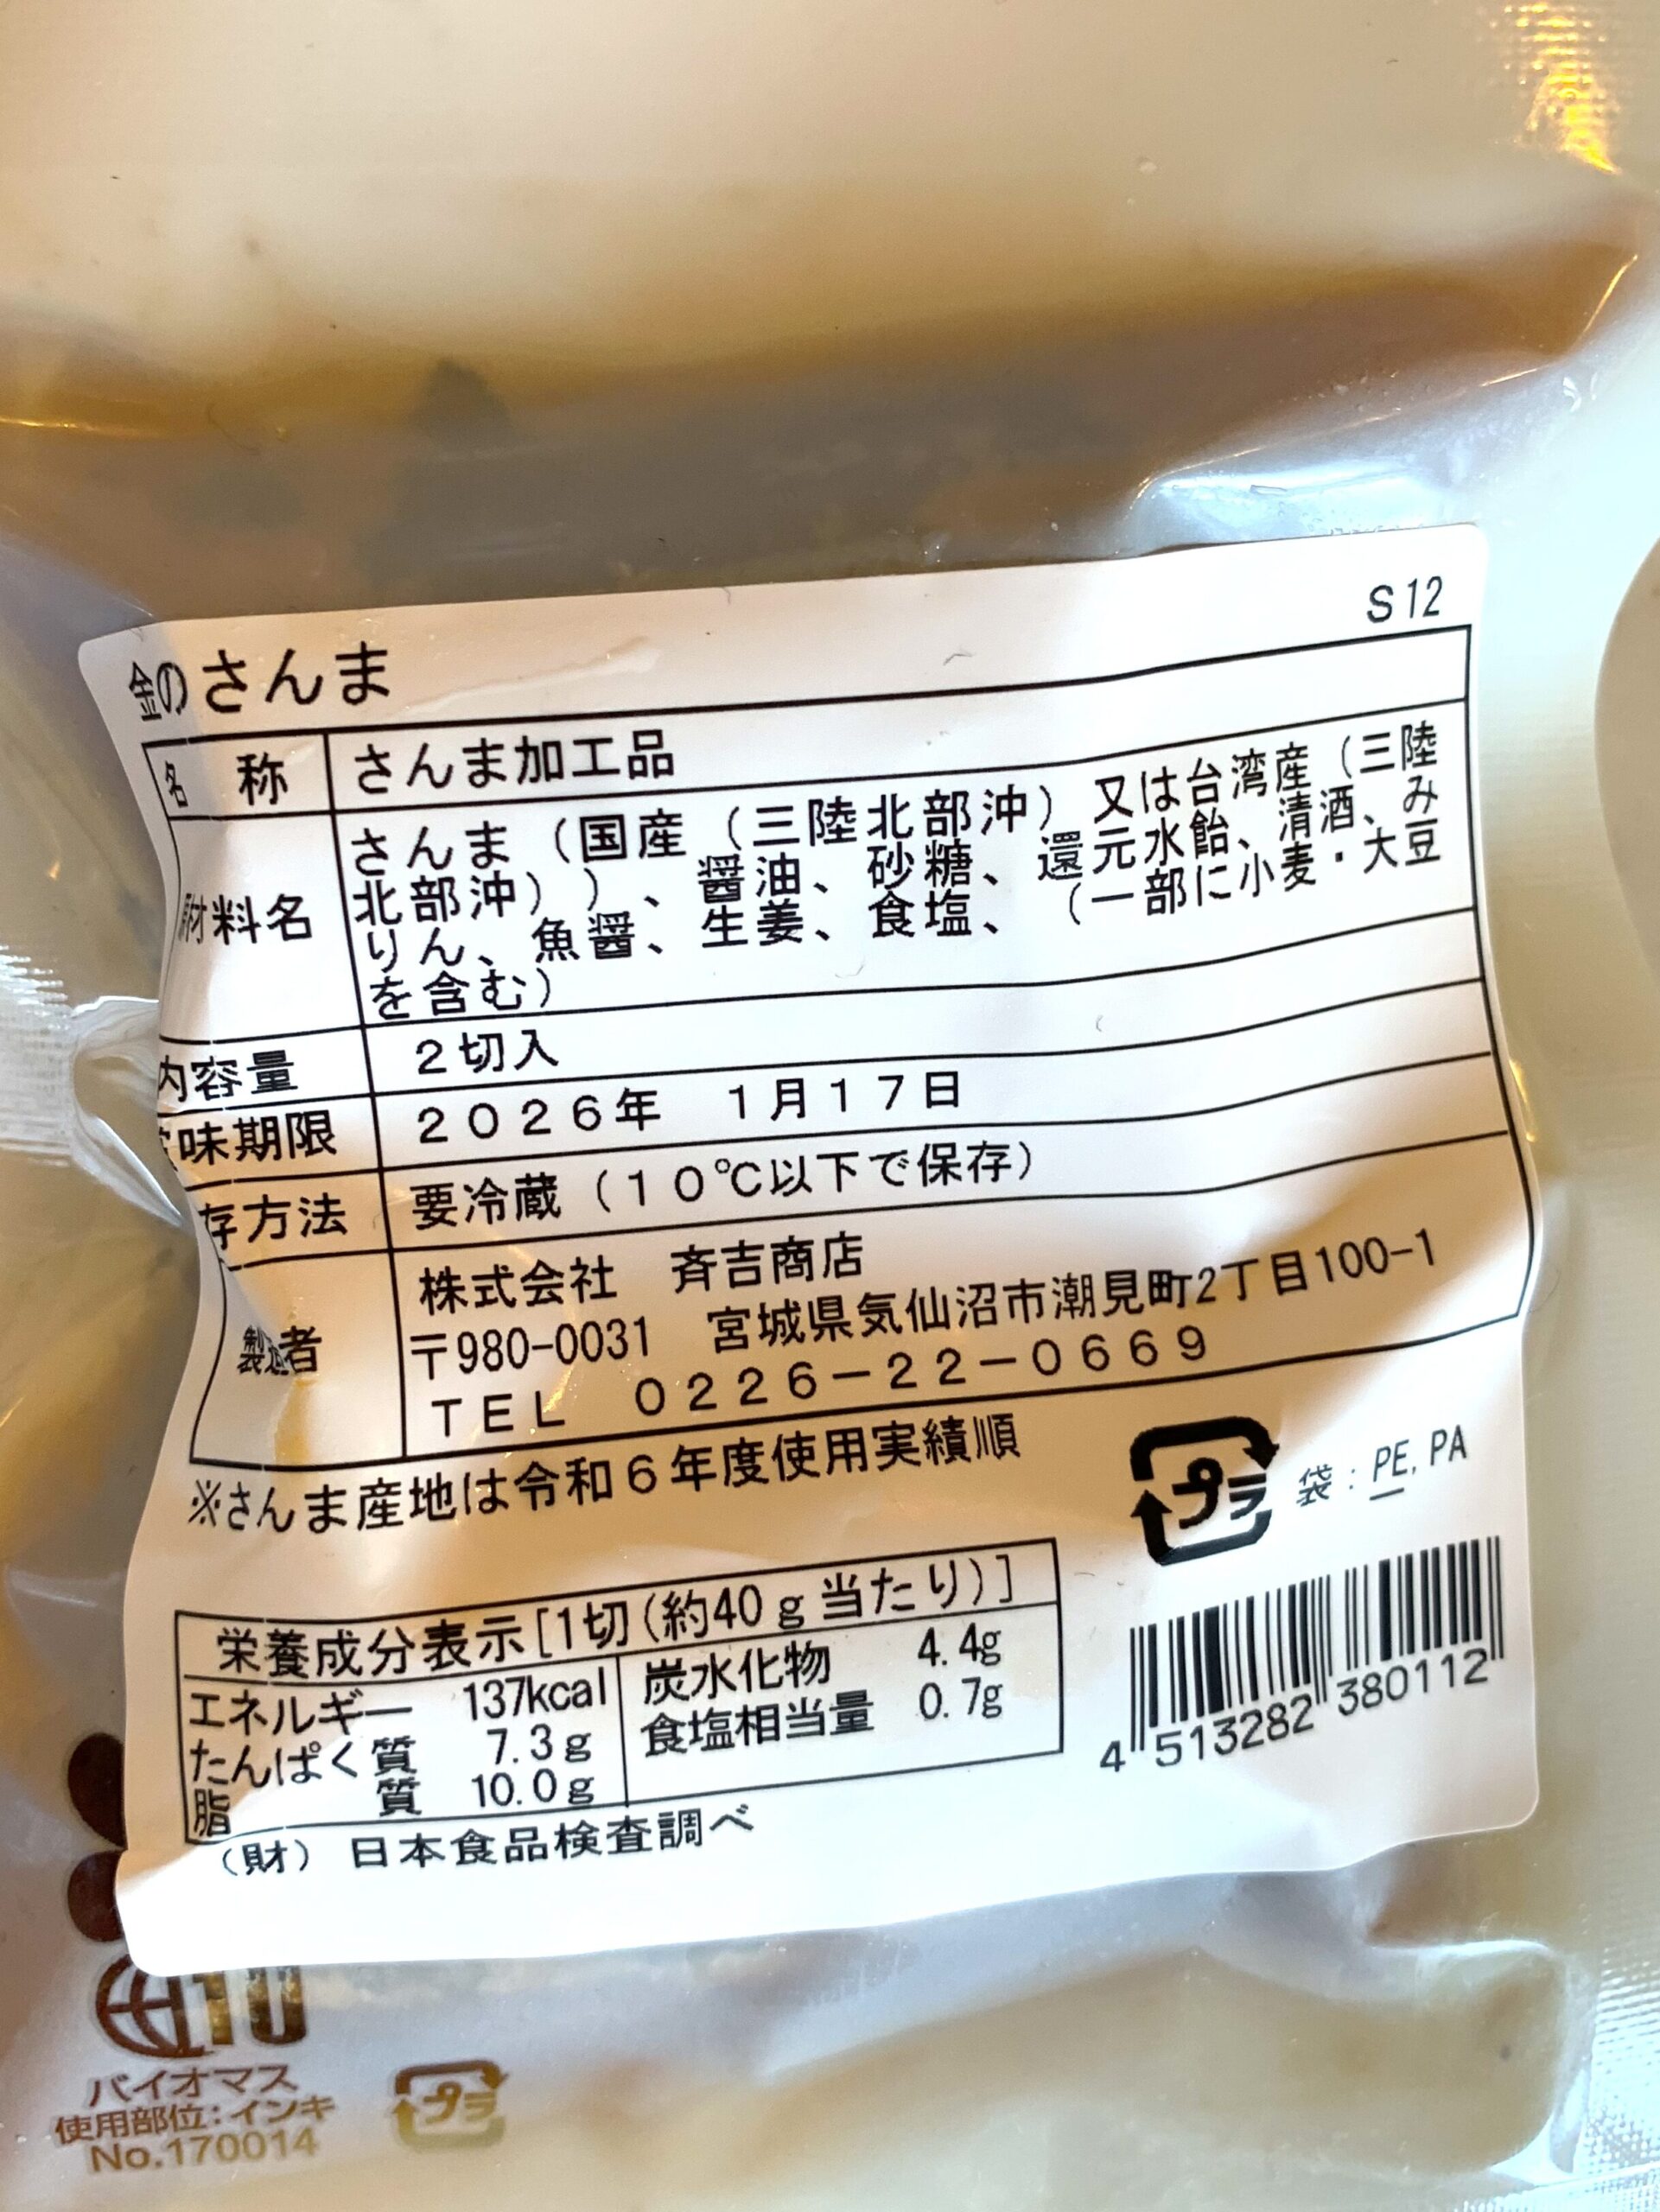 S12
金のさんま
名 称 さんま加工品
材料名 さんま（国産（三陸北部沖）又は台湾産（三陸
北部沖））、醤油、砂糖、還元水飴、清酒、み
りん、魚醤、生姜、食塩、（一部に小麦・大豆
を含む）
内容量 2切入
味期限 2026年 1月17日
存方法 要冷蔵（10℃以下で保存）
製造者 株式会社 斉吉商店
〒980-0031 宮城県気仙沼市潮見町2丁目100-1
TEL 0226-22-0669
※さんま産地は令和6年度使用実績順
プラ 袋：PE, PA
栄養成分表示[1切(約40g当たり)]
エネルギー 137kcal 炭水化物 4.4g
たんぱく質 7.3g 食塩相当量 0.7g
脂 質 10.0g
（財）日本食品検査調べ
4 513282 380112
10
バイオマス
使用部位:インキ
No.170014
プラ